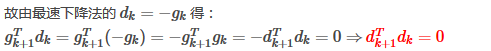 故由最速下降法的 $d_k = -g_k$ 得：
$g_{k+1}^T d_k = g_{k+1}^T(-g_k) = -g_{k+1}^T g_k = -d_{k+1}^T d_k = 0 \Rightarrow d_{k+1}^T d_k = 0$